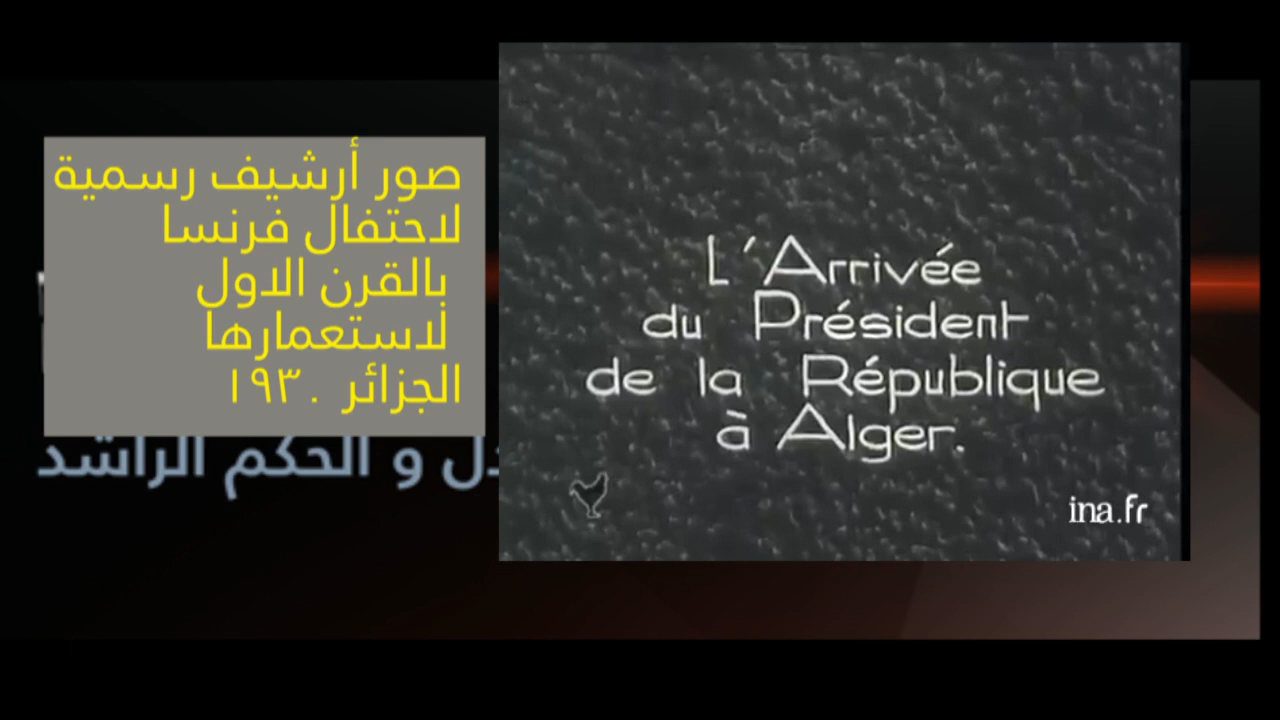 صور أرشيف رسمية
لاحتفال فرنسا
بالقرن الاول
لاستعمارها
الجزائر ١٩٣٠
و الحكم الراشد
L'Arrivée
du Président
de la République
à Alger.
ina.fr